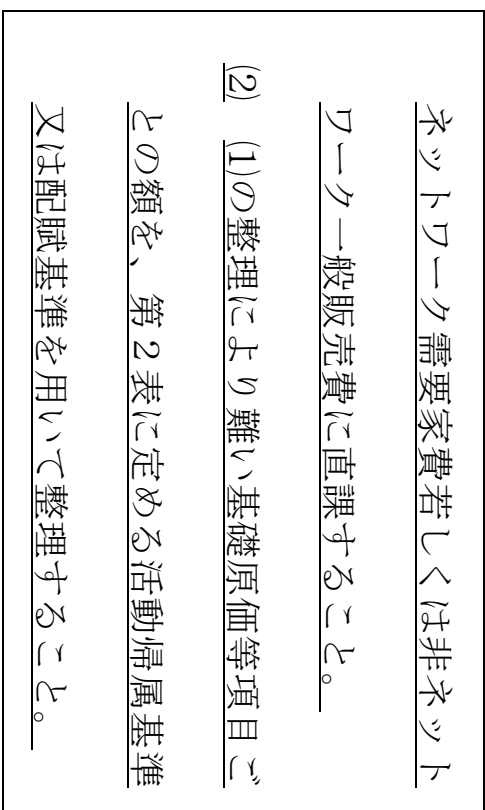 ネットワーク需要家費若しくは非ネット
ワーク一般販売費に直課すること。
(2) (1)の整理により難い基礎原価等項目ご
との額を、第2表に定める活動帰属基準
又は配賦基準を用いて整理すること。